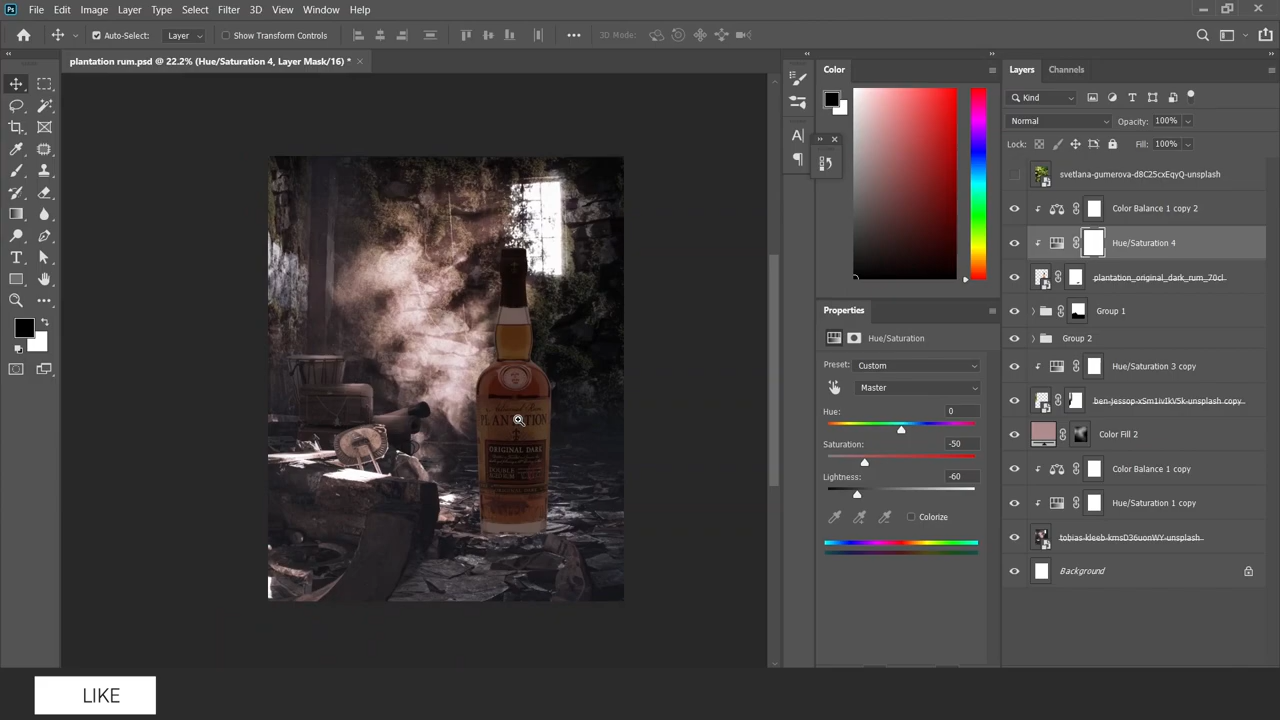 Ps File Edit Image Layer Type Select Filter 3D View Window Help
Auto-Select: Layer Show Transform Controls 3D Mode:
plantation rum.psd @ 22.2% (Hue/Saturation 4, Layer Mask/16) *
Color
Properties
Hue/Saturation
Preset: Custom
Master
Hue: 0
Saturation: -50
Lightness: -60
Colorize
Layers Channels
Kind
Normal Opacity: 100%
Lock: Fill: 100%
svetlana-gumerova-d8C25cxEqyQ-unsplash
Color Balance 1 copy 2
Hue/Saturation 4
plantation_original_dark_rum_70cl
Group 1
Group 2
Hue/Saturation 3 copy
ben-jessop-xSm1ivIkV5k-unsplash copy
Color Fill 2
Color Balance 1 copy
Hue/Saturation 1 copy
tobias-kleeb-kmsD36uonWY-unsplash
Background
PLANTATION
ORIGINAL DARK
DOUBLE
LIKE